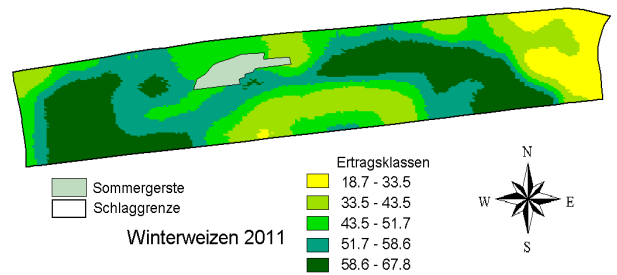 Ertragsklassen
18.7 - 33.5
33.5 - 43.5
43.5 - 51.7
51.7 - 58.6
58.6 - 67.8
Sommergerste
Schlaggrenze
Winterweizen 2011
N
W E
S